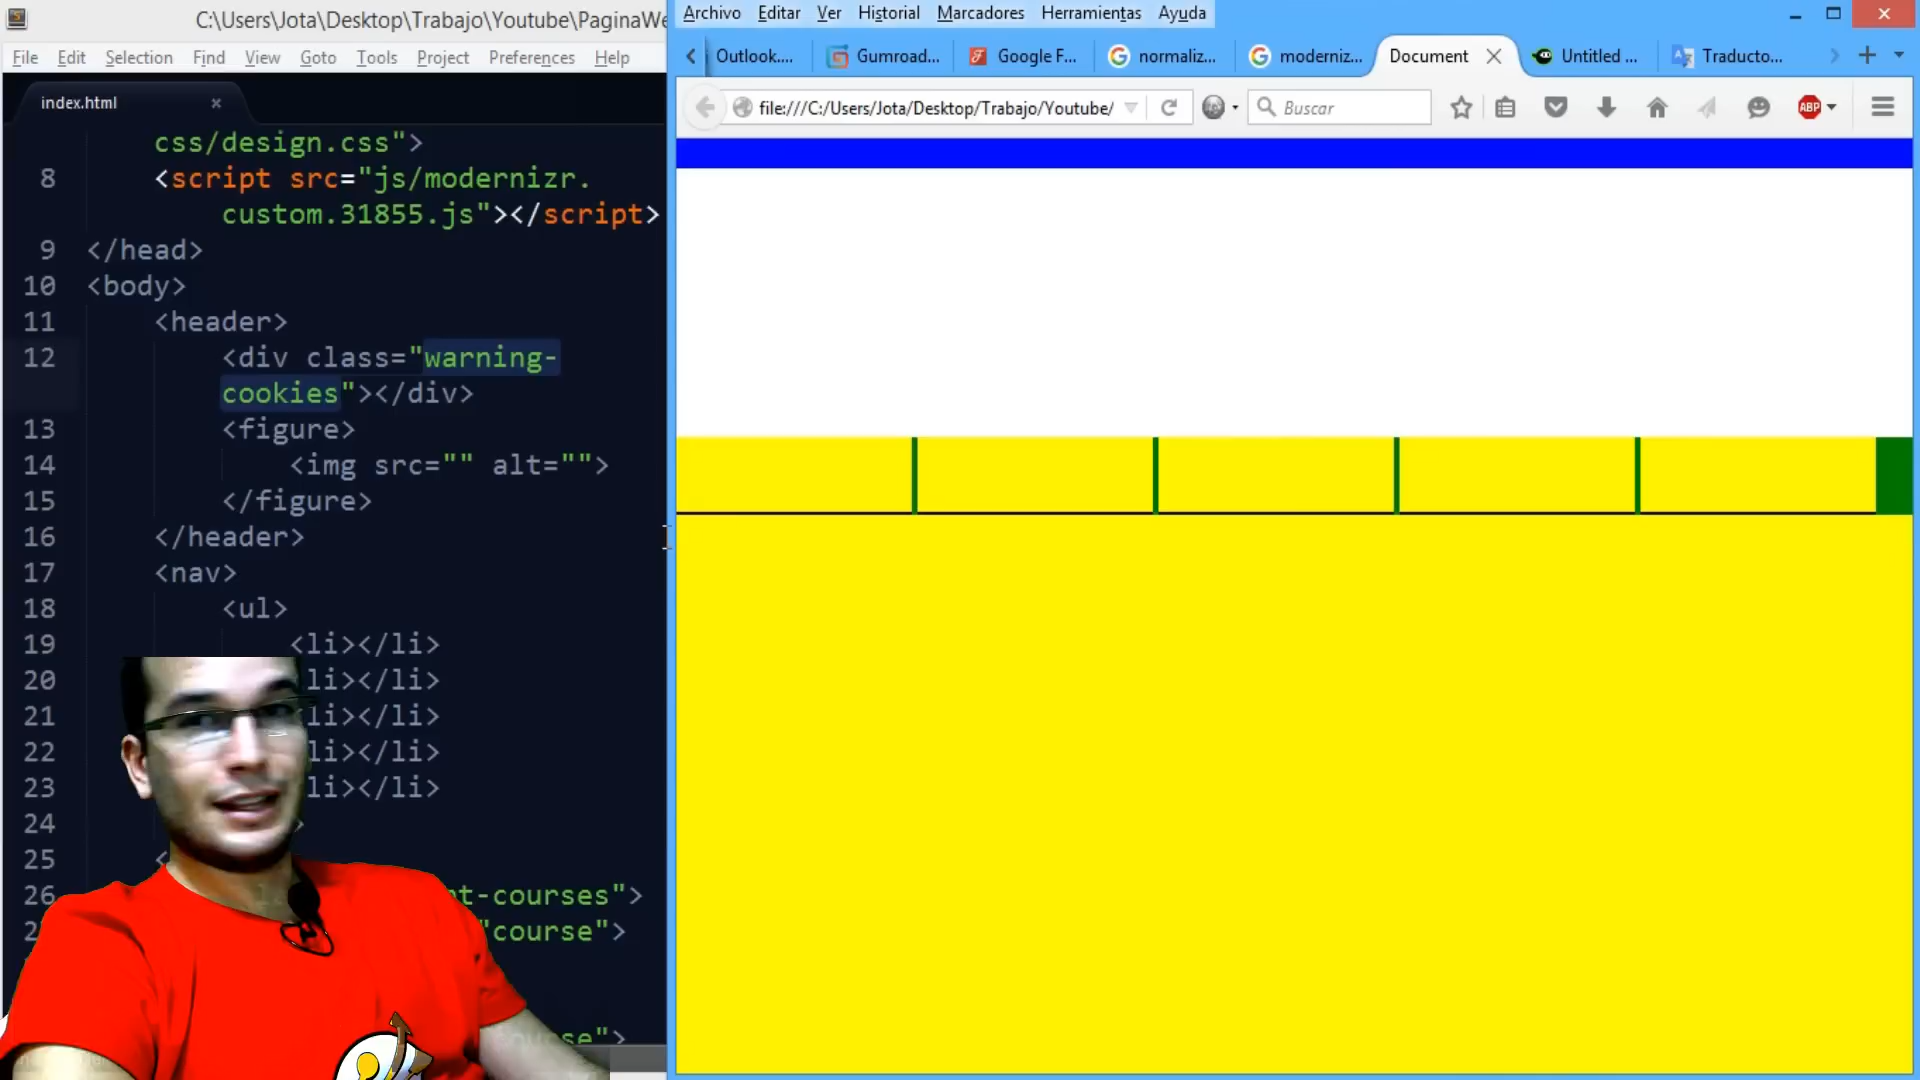 C:\Users\Jota\Desktop\Trabajo\Youtube\PaginaWe
File Edit Selection Find View Goto Tools Project Preferences Help
index.html ×
css/design.css">
8 <script src="js/modernizr.
custom.31855.js"></script>
9 </head>
10 <body>
11 <header>
12 <div class="warning-
cookies"></div>
13 <figure>
14 <img src="" alt="">
15 </figure>
16 </header>
17 <nav>
18 <ul>
19 <li></li>
20 li></li>
21 li></li>
22 li></li>
23 li></li>
24 >
25 <
26 nt-courses">
2 "course">
course">
Archivo Editar Ver Historial Marcadores Herramientas Ayuda
Outlook.... Gumroad... Google F... normaliz... moderniz... Document Untitled ... Traducto...
file:///C:/Users/Jota/Desktop/Trabajo/Youtube/ Buscar ABP